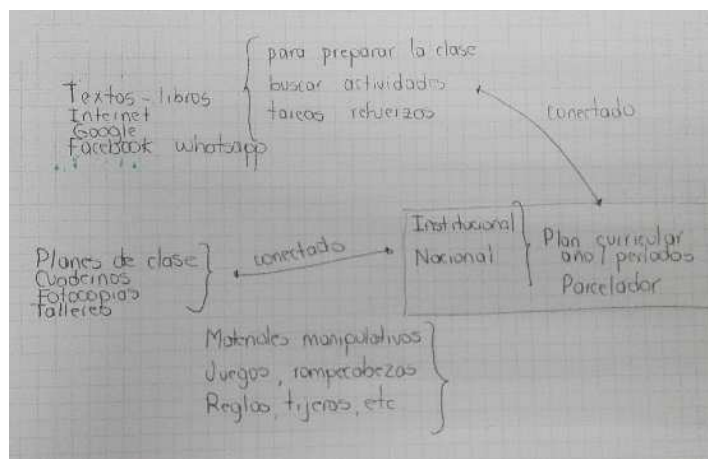 para preparar la clase
buscar actividades
tareas refuerzos
Textos - libros
Internet
Google
Facebook whatsapp
conectado
Institucional
Nacional
Plan curricular
año / periodos
Parcelador
conectado
Planes de clase
Cuadernos
Fotocopias
Talleres
Materiales manipulativos
Juegos, rompecabezas
Reglas, tijeras, etc